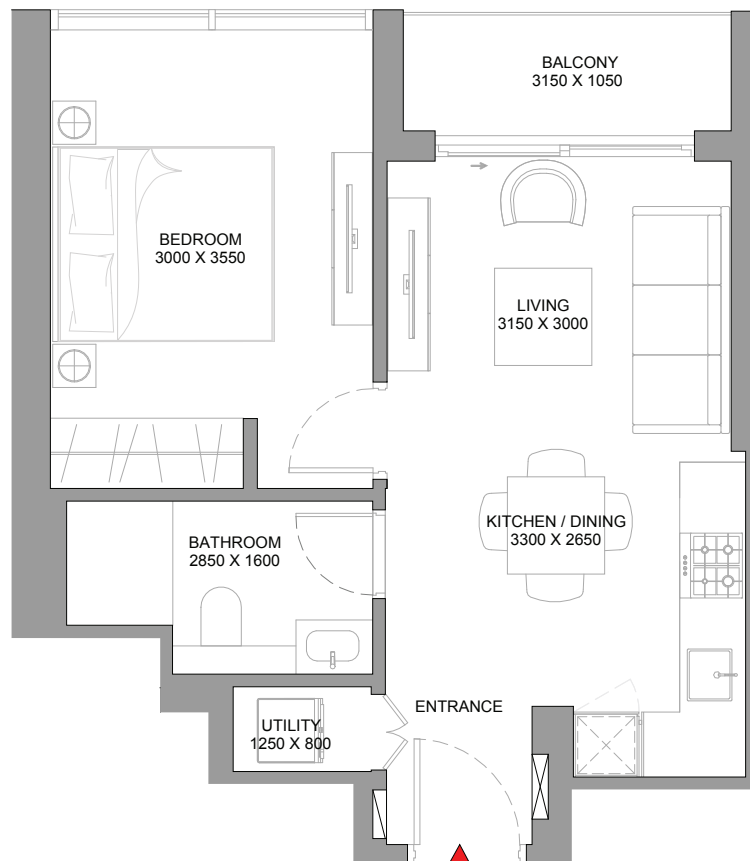 BALCONY
3150 X 1050
BEDROOM
3000 X 3550
LIVING
3150 X 3000
KITCHEN / DINING
3300 X 2650
BATHROOM
2850 X 1600
ENTRANCE
UTILITY
1250 X 800